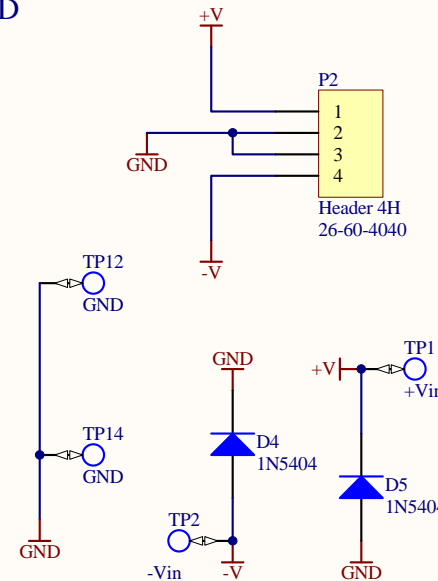 D
+V
P2
1
2
3
4
GND
Header 4H
26-60-4040
-V
TP12
GND
TP14
GND
GND
GND
D4
1N5404
TP2
-Vin
-V
+V
TP1
+Vin
D5
1N5404
GND